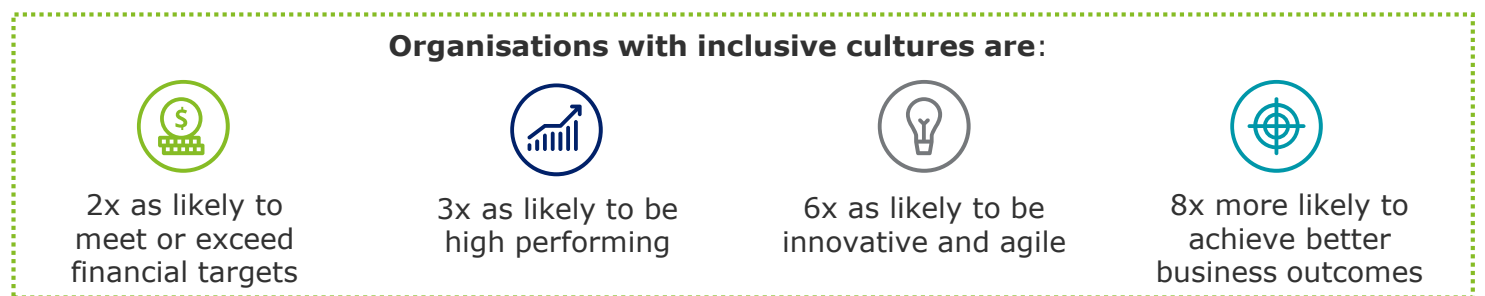 Organisations with inclusive cultures are:
$
2x as likely to
meet or exceed
financial targets
3x as likely to be
high performing
6x as likely to be
innovative and agile
8x more likely to
achieve better
business outcomes